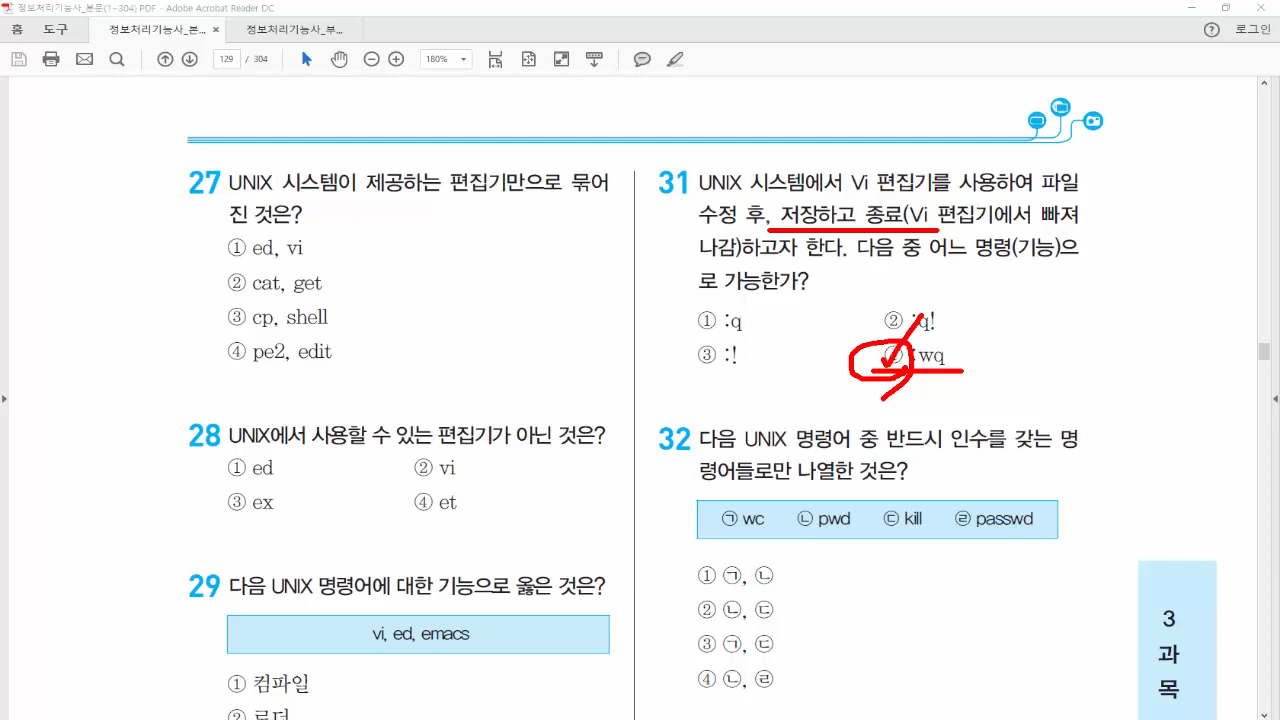 정보처리기능사_본문(1-304) PDF - Adobe Acrobat Reader DC
홈 도구 정보처리기능사_본... × 정보처리기능사_부... 로그인
129 / 304 180%
27 UNIX 시스템이 제공하는 편집기만으로 묶어
진 것은?
① ed, vi
② cat, get
③ cp, shell
④ pe2, edit
28 UNIX에서 사용할 수 있는 편집기가 아닌 것은?
① ed ② vi
③ ex ④ et
29 다음 UNIX 명령어에 대한 기능으로 옳은 것은?
vi, ed, emacs
① 컴파일
② 로더
31 UNIX 시스템에서 Vi 편집기를 사용하여 파일
수정 후, 저장하고 종료(Vi 편집기에서 빠져
나감)하고자 한다. 다음 중 어느 명령(기능)으
로 가능한가?
① :q ② :q!
③ :! ④ :wq
32 다음 UNIX 명령어 중 반드시 인수를 갖는 명
령어들로만 나열한 것은?
㉠ wc ㉡ pwd ㉢ kill ㉣ passwd
① ㉠, ㉡
② ㉡, ㉢
③ ㉠, ㉢
④ ㉡, ㉣
3
과
목